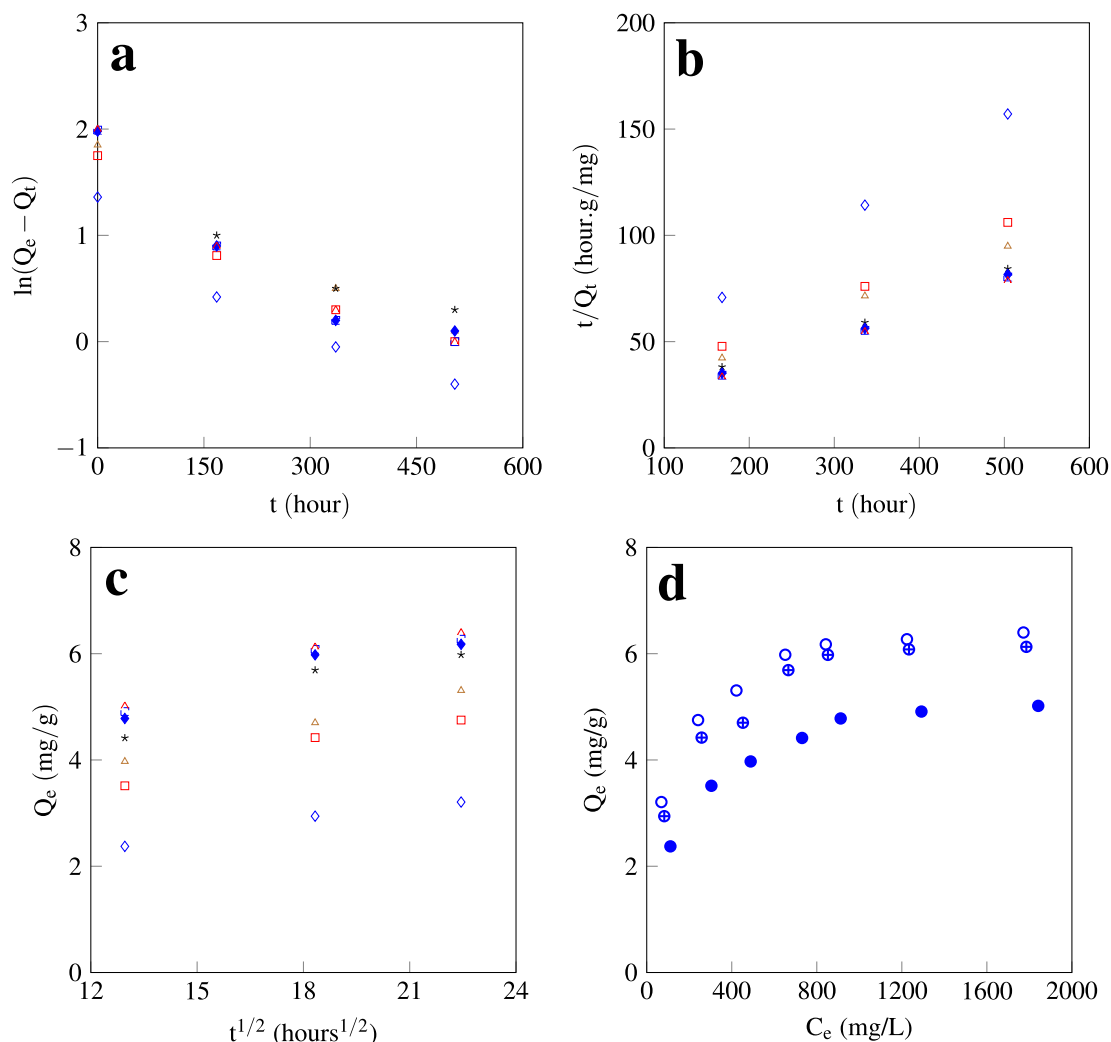 a
3
2
1
0
−1
0 150 300 450 600
ln(Qₑ − Qₜ)
t (hour)
b
200
150
100
50
0
100 200 300 400 500 600
t/Qₜ (hour.g/mg)
t (hour)
c
8
6
4
2
0
12 15 18 21 24
Qₑ (mg/g)
t¹/² (hours¹/²)
d
8
6
4
2
0
0 400 800 1200 1600 2000
Qₑ (mg/g)
Cₑ (mg/L)